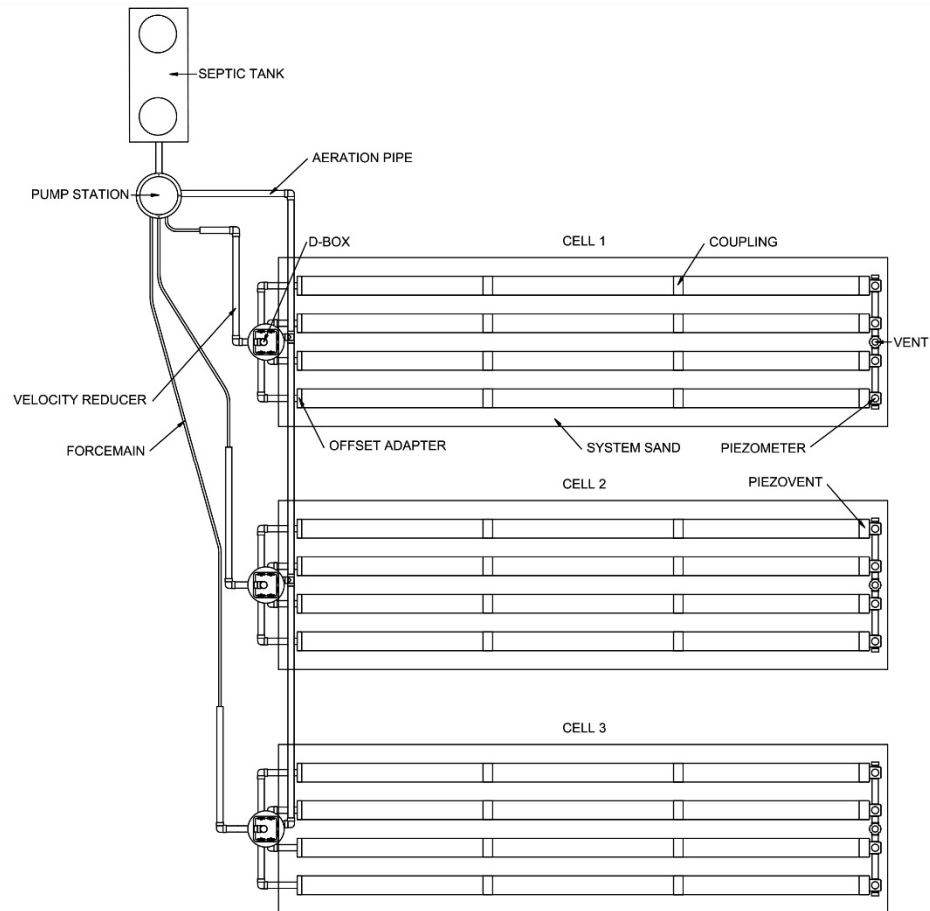 SEPTIC TANK
AERATION PIPE
PUMP STATION
D-BOX
CELL 1
COUPLING
VENT
VELOCITY REDUCER
FORCEMAIN
OFFSET ADAPTER
SYSTEM SAND
PIEZOMETER
CELL 2
PIEZOVENT
CELL 3